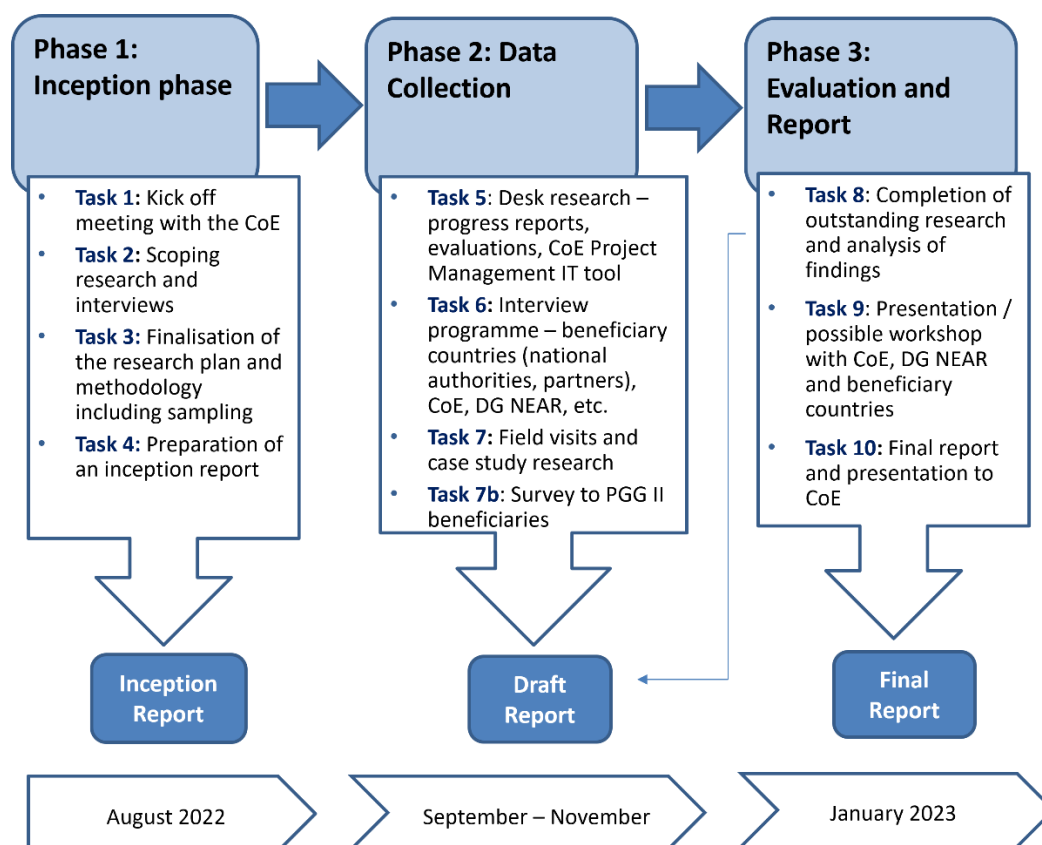 Phase 1:
Inception phase
Phase 2: Data
Collection
Phase 3:
Evaluation and
Report
• Task 1: Kick off
meeting with the CoE
• Task 2: Scoping
research and
interviews
• Task 3: Finalisation of
the research plan and
methodology
including sampling
• Task 4: Preparation of
an inception report
• Task 5: Desk research –
progress reports,
evaluations, CoE Project
Management IT tool
• Task 6: Interview
programme – beneficiary
countries (national
authorities, partners),
CoE, DG NEAR, etc.
• Task 7: Field visits and
case study research
• Task 7b: Survey to PGG II
beneficiaries
• Task 8: Completion of
outstanding research
and analysis of
findings
• Task 9: Presentation /
possible workshop
with CoE, DG NEAR
and beneficiary
countries
• Task 10: Final report
and presentation to
CoE
Inception
Report
Draft
Report
Final
Report
August 2022
September – November
January 2023